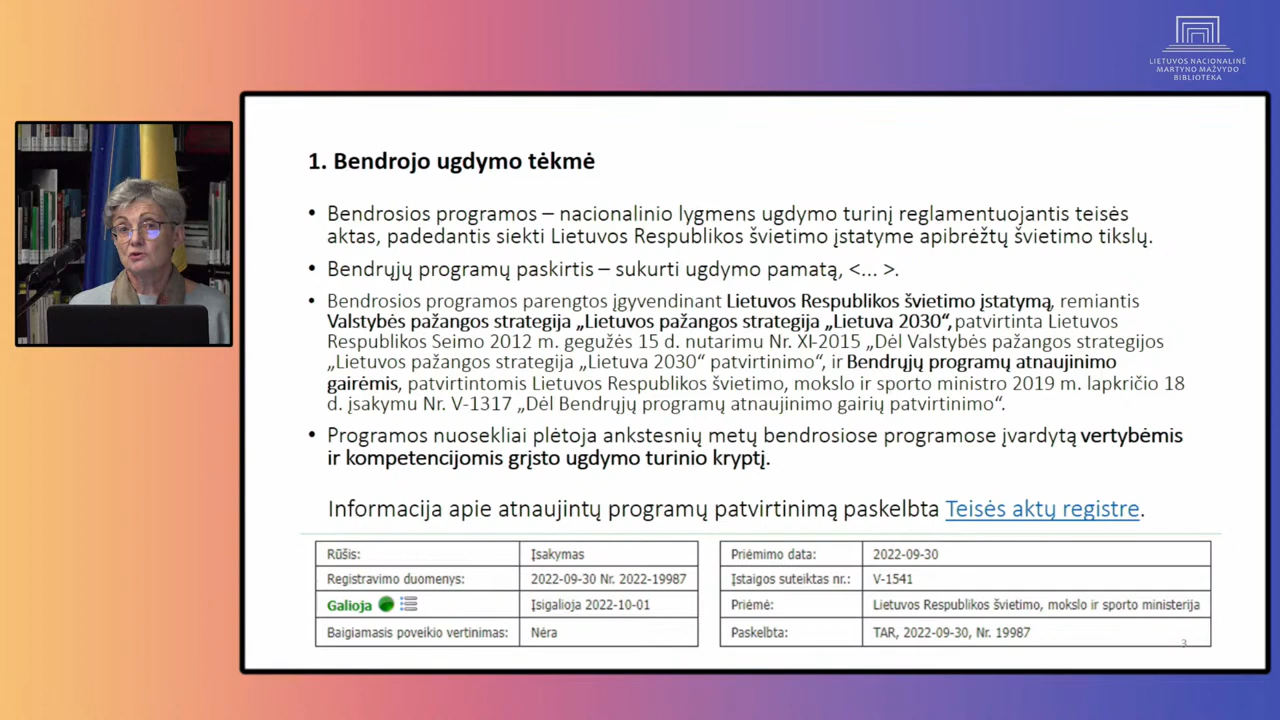 LIETUVOS NACIONALINĖ
MARTYNO MAŽVYDO
BIBLIOTEKA
1. Bendrojo ugdymo tėkmė
• Bendrosios programos – nacionalinio lygmens ugdymo turinį reglamentuojantis teisės
aktas, padedantis siekti Lietuvos Respublikos švietimo įstatyme apibrėžtų švietimo tikslų.
• Bendrųjų programų paskirtis – sukurti ugdymo pamatą, <... >.
• Bendrosios programos parengtos įgyvendinant Lietuvos Respublikos švietimo įstatymą, remiantis
Valstybės pažangos strategija „Lietuvos pažangos strategija „Lietuva 2030“, patvirtinta Lietuvos
Respublikos Seimo 2012 m. gegužės 15 d. nutarimu Nr. XI-2015 „Dėl Valstybės pažangos strategijos
„Lietuvos pažangos strategija „Lietuva 2030“ patvirtinimo“, ir Bendrųjų programų atnaujinimo
gairėmis, patvirtintomis Lietuvos Respublikos švietimo, mokslo ir sporto ministro 2019 m. lapkričio 18
d. įsakymu Nr. V-1317 „Dėl Bendrųjų programų atnaujinimo gairių patvirtinimo“.
• Programos nuosekliai plėtoja ankstesnių metų bendrosiose programose įvardytą vertybėmis
ir kompetencijomis grįsto ugdymo turinio kryptį.
Informacija apie atnaujintų programų patvirtinimą paskelbta Teisės aktų registre.
Rūšis: Įsakymas
Registravimo duomenys: 2022-09-30 Nr. 2022-19987
Galioja Įsigalioja 2022-10-01
Baigiamasis poveikio vertinimas: Nėra
Priėmimo data: 2022-09-30
Įstaigos suteiktas nr.: V-1541
Priėmė: Lietuvos Respublikos švietimo, mokslo ir sporto ministerija
Paskelbta: TAR, 2022-09-30, Nr. 19987
3